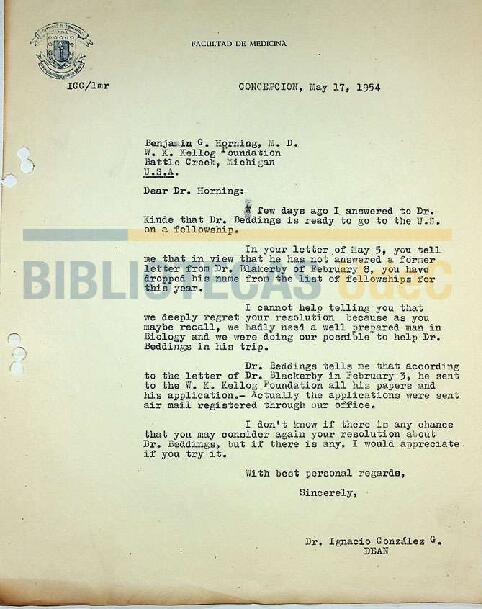 FACULTAD DE MEDICINA
ICG/lmr
CONCEPCION, May 17, 1954
Benjamin G. Horning, M. D.
W. K. Kellog Foundation
Battle Creek, Michigan
U.S.A.
Dear Dr. Horning:
A few days ago I answered to Dr.
Kinde that Dr. Beddings is ready to go to the U.S.
on a fellowship.
In your letter of May 5, you tell
me that in view that he has not answered a former
letter from Dr. Blakerby of February 8, you have
dropped his name from the list of fellowships for
this year.
BIBLIOTECAS UdeC
I cannot help telling you that
we deeply regret your resolution because as you
maybe recall, we badly need a well prepared man in
Biology and we were doing our possible to help Dr.
Beddings in his trip.
Dr. Beddings tells me that according
to the letter of Dr. Blackerby in February 3, he sent
to the W. K. Kellog Foundation all his papers and
his application.- Actually the applications were sent
air mail registered through our office.
I don't know if there is any chance
that you may consider again your resolution about
Dr. Beddings, but if there is any, I would appreciate
if you try it.
With best personal regards,
Sincerely,
Dr. Ignacio González G.
DEAN